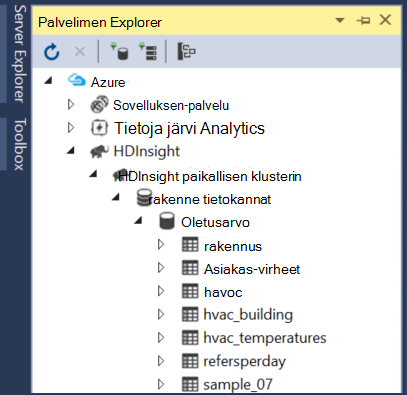 Server Explorer
Toolbox
Palvelimen Explorer
Azure
Sovelluksen-palvelu
Tietoja järvi Analytics
HDInsight
HDInsight paikallisen klusterin
rakenne tietokannat
Oletusarvo
rakennus
Asiakas-virheet
havoc
hvac_building
hvac_temperatures
refersperday
sample_07